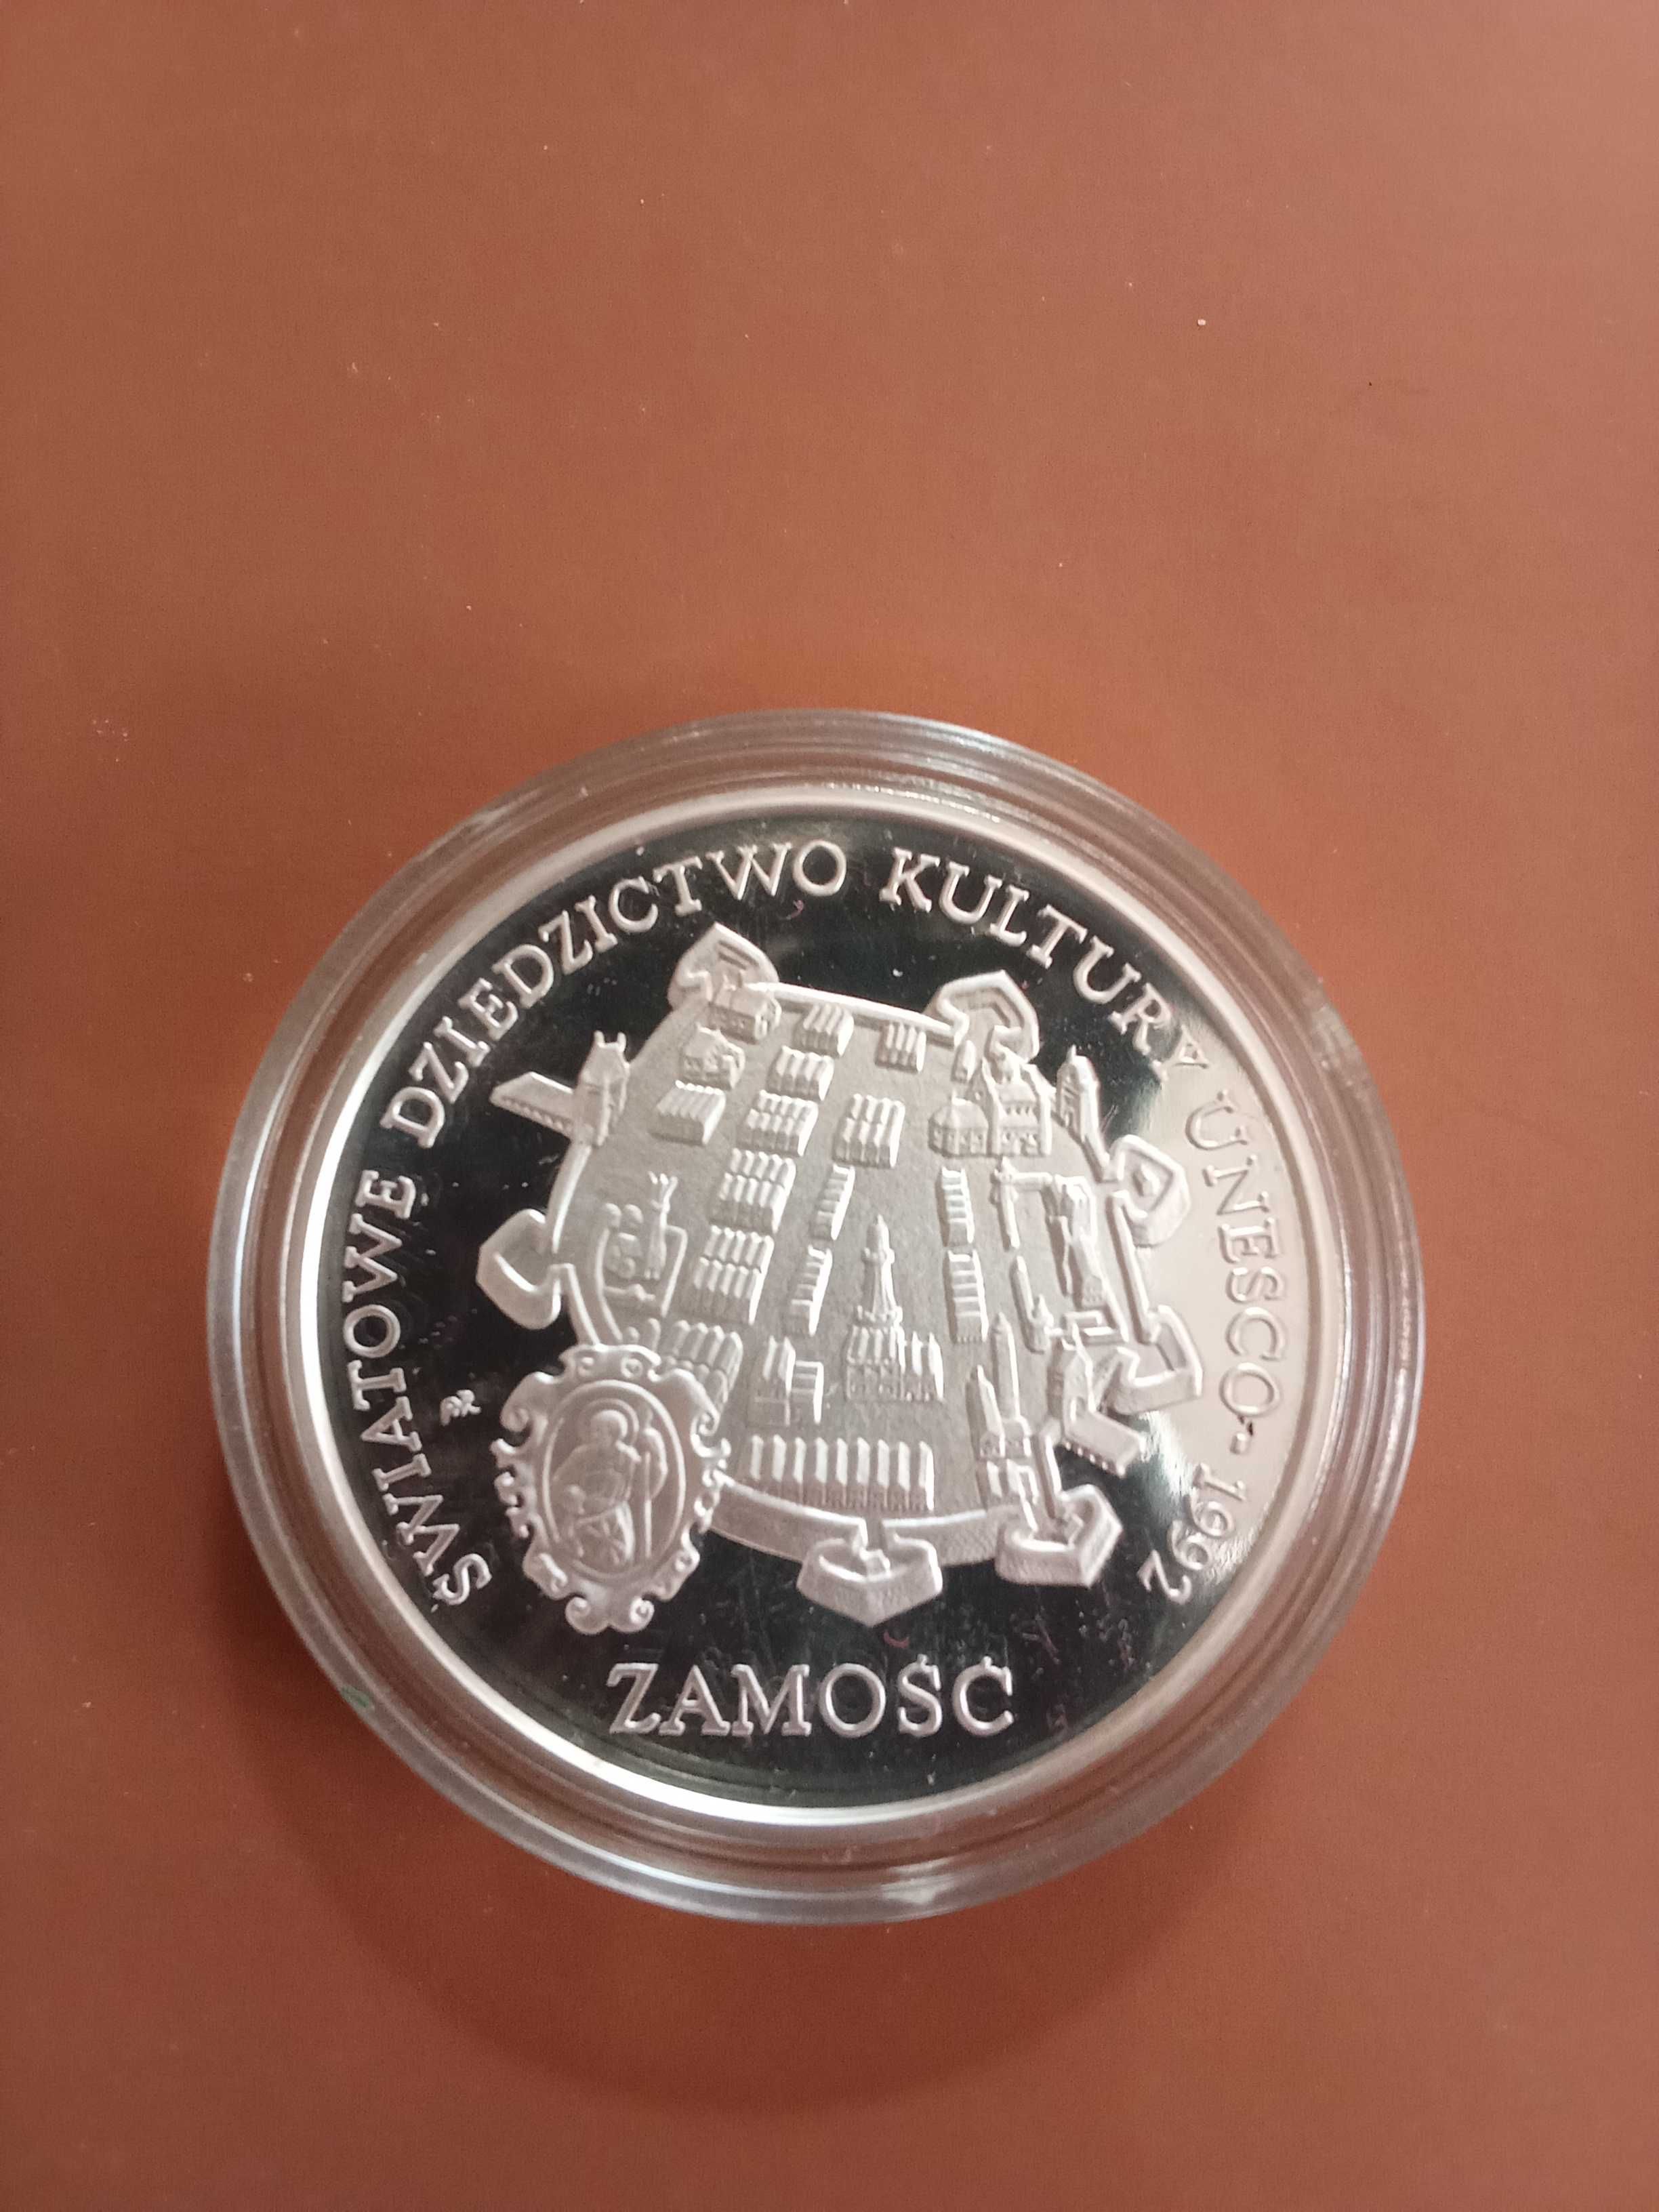 ŚWIATOWE DZIEDZICTWO KULTURY UNESCO - 1992
ZAMOŚĆ